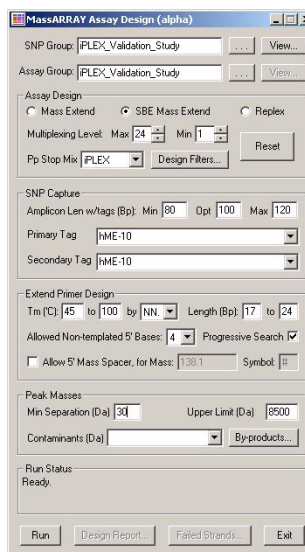 MassARRAY Assay Design (alpha)
SNP Group: iPLEX_Validation_Study ... View...
Assay Group: iPLEX_Validation_Study ... View...
Assay Design
Mass Extend SBE Mass Extend Replex
Multiplexing Level: Max 24 Min 1
Reset
Pp Stop Mix iPLEX Design Filters...
SNP Capture
Amplicon Len w/tags (Bp): Min 80 Opt 100 Max 120
Primary Tag hME-10
Secondary Tag hME-10
Extend Primer Design
Tm (°C): 45 to 100 by NN. Length (Bp): 17 to 24
Allowed Non-templated 5' Bases: 4 Progressive Search
Allow 5' Mass Spacer, for Mass: 138.1 Symbol: #
Peak Masses
Min Separation (Da) 30 Upper Limit (Da) 8500
Contaminants (Da) By-products...
Run Status
Ready.
Run Design Report... Failed Strands... Exit